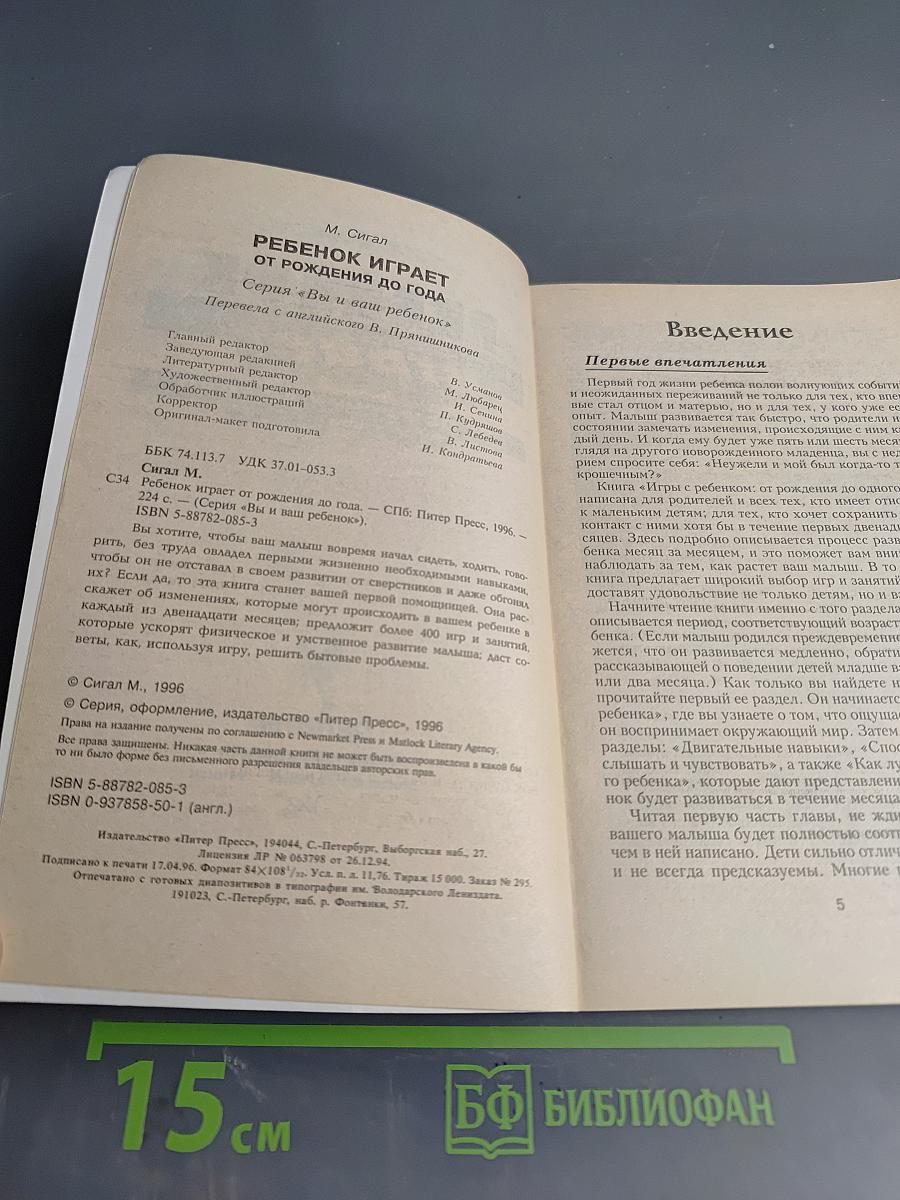 М. Сигал
РЕБЕНОК ИГРАЕТ
ОТ РОЖДЕНИЯ ДО ГОДА
Серия «Вы и ваш ребенок»
Перевела с английского В. Прянишникова
Главный редактор В. Усманов
Заведующая редакцией М. Любарец
Литературный редактор И. Сенина
Художественный редактор П. Кудряшов
Обработчик иллюстраций С. Лебедев
Корректор В. Листова
Оригинал-макет подготовила И. Кондратьева
ББК 74.113.7 УДК 37.01–053.3
Сигал М.
С34 Ребенок играет от рождения до года. — СПб: Питер Пресс, 1996. —
224 с. — (Серия «Вы и ваш ребенок»).
ISBN 5-88782-085-3
Вы хотите, чтобы ваш малыш вовремя начал сидеть, ходить, гово-
рить, без труда овладел первыми жизненно необходимыми навыками,
чтобы он не отставал в своем развитии от сверстников и даже обгонял
их? Если да, то эта книга станет вашей первой помощницей. Она рас-
скажет об изменениях, которые могут происходить в вашем ребенке в
каждый из двенадцати месяцев; предложит более 400 игр и занятий,
которые ускорят физическое и умственное развитие малыша; даст со-
веты, как, используя игру, решить бытовые проблемы.
© Сигал М., 1996
© Серия, оформление, издательство «Питер Пресс», 1996
Права на издание получены по соглашению с Newmarket Press и Matlock Literary Agency.
Все права защищены. Никакая часть данной книги не может быть воспроизведена в какой бы
то ни было форме без письменного разрешения владельцев авторских прав.
ISBN 5-88782-085-3
ISBN 0-937858-50-1 (англ.)
Издательство «Питер Пресс», 194044, С.-Петербург, Выборгская наб., 27.
Лицензия ЛР № 063798 от 26.12.94.
Подписано к печати 17.04.96. Формат 84×108¹/₃₂. Усл. п. л. 11,76. Тираж 15 000. Заказ № 295.
Отпечатано с готовых диапозитивов в типографии им. Володарского Лениздата.
191023, С.-Петербург, наб. р. Фонтанки, 57.
Введение
Первые впечатления
Первый год жизни ребенка полон волнующих событи
и неожиданных переживаний не только для тех, кто впер
вые стал отцом и матерью, но и для тех, у кого уже ес
опыт. Малыш развивается так быстро, что родители н
состоянии замечать изменения, происходящие с ним ка
дый день. И когда ему будет уже пять или шесть меся
глядя на другого новорожденного младенца, вы с нед
рием спросите себя: «Неужели и мой был когда-то т
крошечным?»
Книга «Игры с ребенком: от рождения до одного
написана для родителей и всех тех, кто имеет отно
к маленьким детям; для тех, кто хочет сохранить
контакт с ними хотя бы в течение первых двенадц
сяцев. Здесь подробно описывается процесс разв
бенка месяц за месяцем, и это поможет вам вни
наблюдать за тем, как растет ваш малыш. В то
книга предлагает широкий выбор игр и занятий
доставят удовольствие не только детям, но и в
Начните чтение книги именно с того раздела
описывается период, соответствующий возраст
бенка. (Если малыш родился преждевременно
жется, что он развивается медленно, обрати
рассказывающей о поведении детей младше в
или два месяца.) Как только вы найдете н
прочитайте первый ее раздел. Он начинаетс
ребенка», где вы узнаете о том, что ощуща
он воспринимает окружающий мир. Затем
разделы: «Двигательные навыки», «Спос
слышать и чувствовать», а также «Как лу
го ребенка», которые дают представлени
нок будет развиваться в течение месяца
Читая первую часть главы, не жди
вашего малыша будет полностью соотв
чем в ней написано. Дети сильно отлич
и не всегда предсказуемы. Многие
5
15 см
БФ БИБЛИОФАН